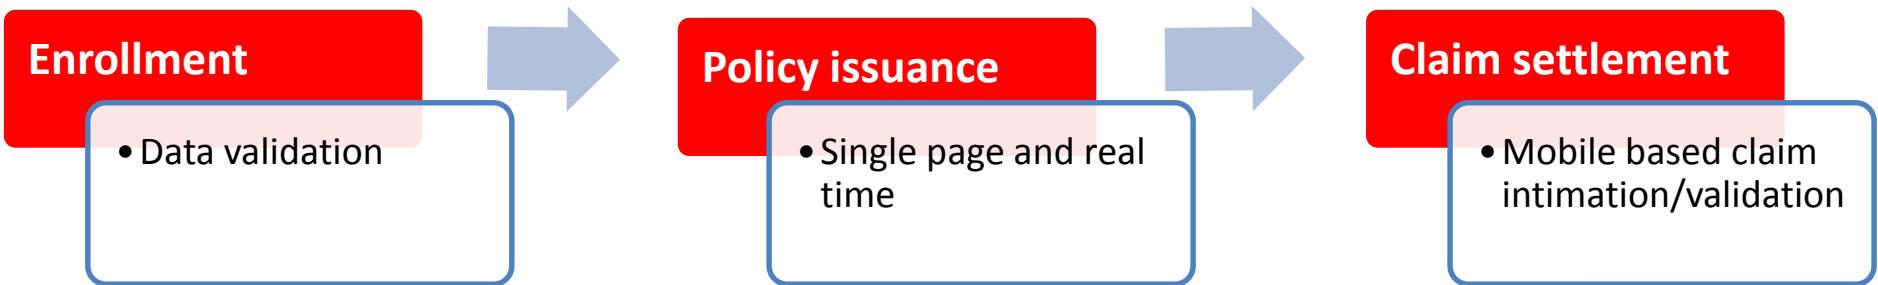 Enrollment
• Data validation
Policy issuance
• Single page and real
time
Claim settlement
• Mobile based claim
intimation/validation